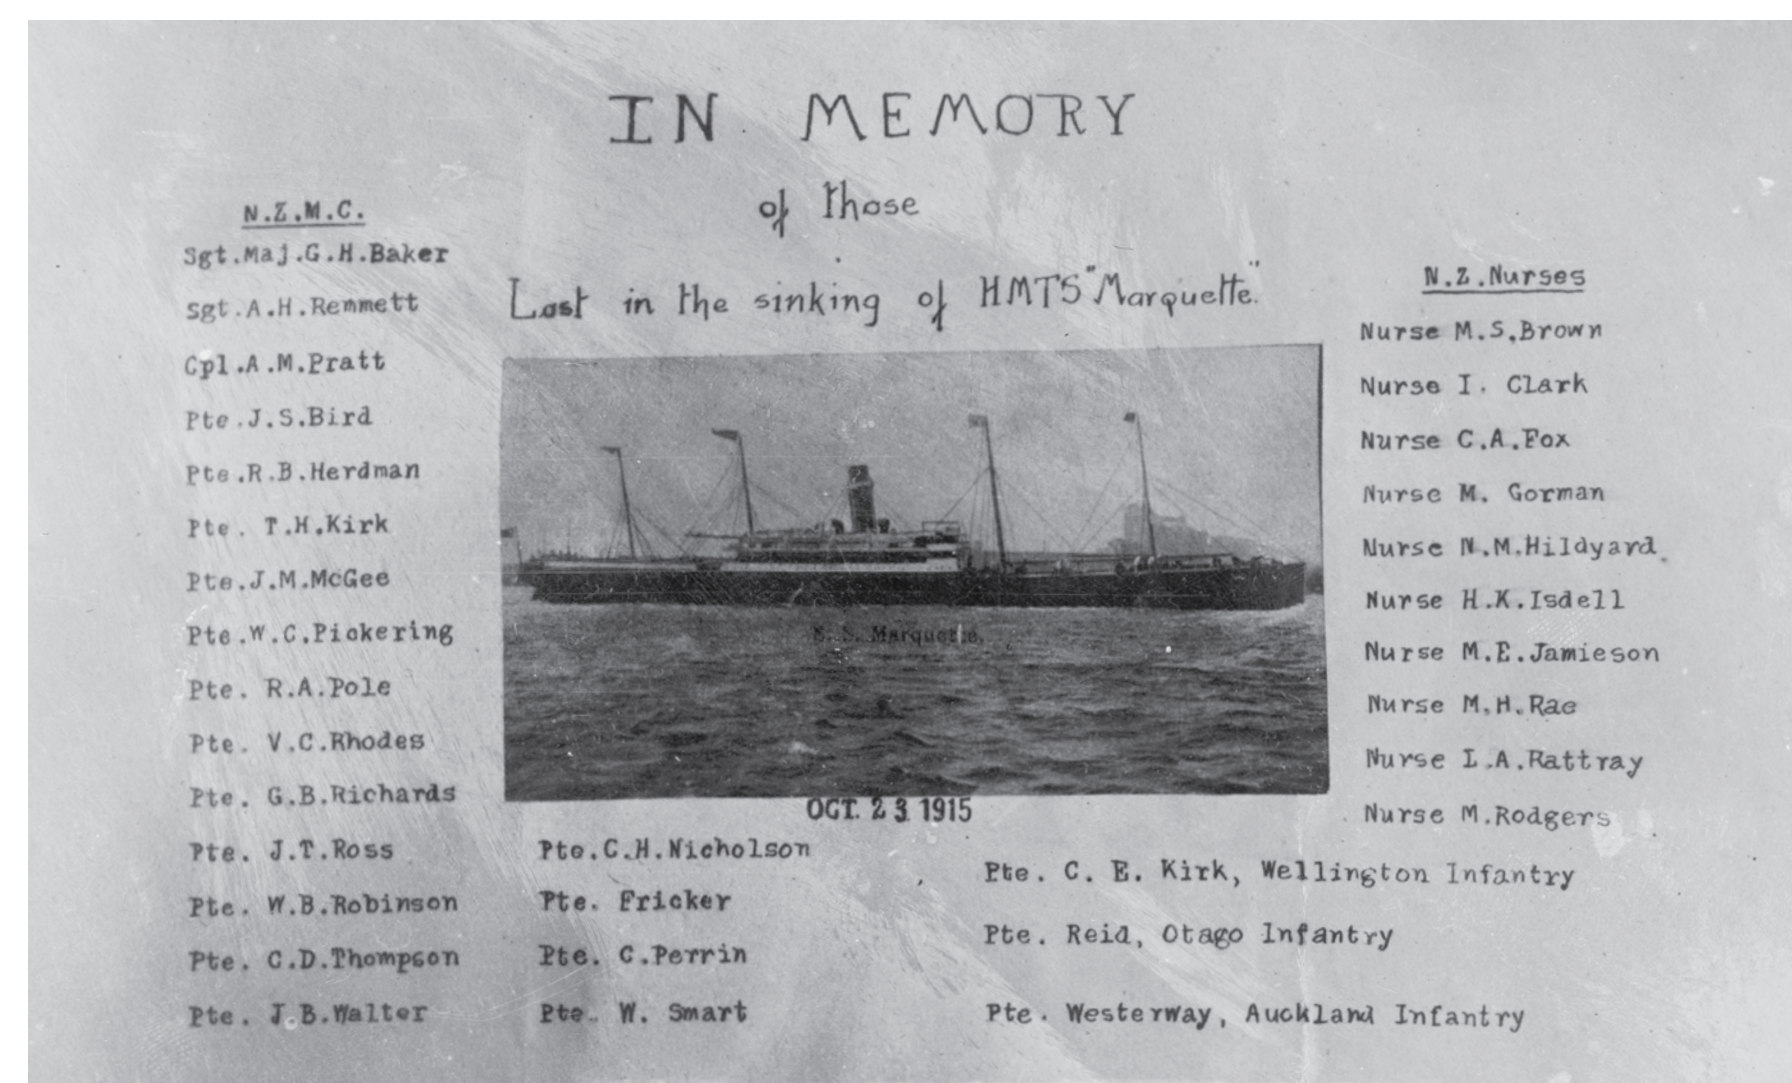 IN MEMORY
of those
Lost in the sinking of HMTS "Marquette."
N.Z.M.C.
Sgt.Maj.G.H.Baker
Sgt.A.H.Remmett
Cpl.A.M.Pratt
Pte.J.S.Bird
Pte.R.B.Herdman
Pte. T.H.Kirk
Pte.J.M.McGee
Pte.W.C.Pickering
Pte. R.A.Pole
Pte. V.C.Rhodes
Pte. G.B.Richards
Pte. J.T.Ross
Pte. W.B.Robinson
Pte. C.D.Thompson
Pte. J.B.Walter
S. S. Marquette.
OCT. 23 1915
Pte.C.H.Nicholson
Pte. Fricker
Pte. C.Perrin
Pte. W. Smart
N.Z.Nurses
Nurse M.S.Brown
Nurse I. Clark
Nurse C.A.Fox
Nurse M. Gorman
Nurse N.M.Hildyard.
Nurse H.K.Isdell
Nurse M.E.Jamieson
Nurse M.H.Rae
Nurse L.A.Rattray
Nurse M.Rodgers
Pte. C. E. Kirk, Wellington Infantry
Pte. Reid, Otago Infantry
Pte. Westerway, Auckland Infantry